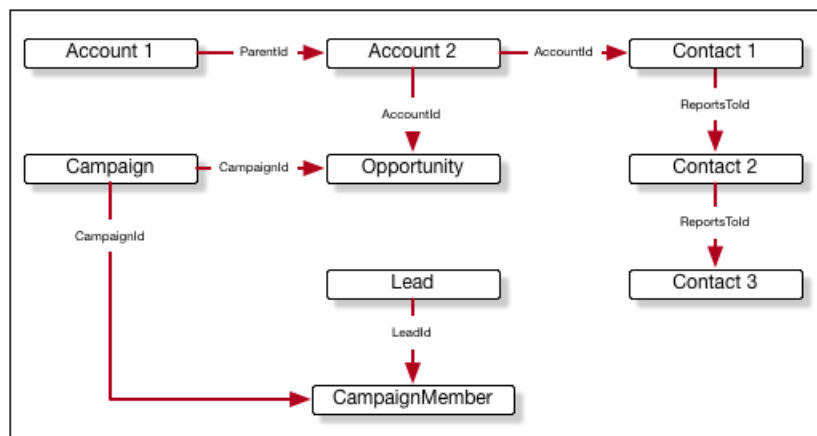 Account 1
ParentId
Account 2
AccountId
Contact 1
AccountId
ReportsToId
Campaign
CampaignId
Opportunity
Contact 2
CampaignId
ReportsToId
Lead
Contact 3
LeadId
CampaignMember